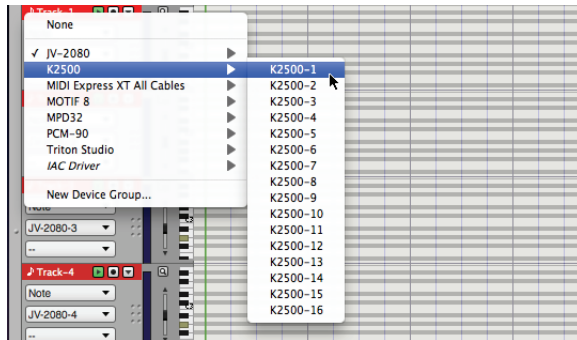 Track-1
None
✓ JV-2080
K2500
MIDI Express XT All Cables
MOTIF 8
MPD32
PCM-90
Triton Studio
IAC Driver
New Device Group...
K2500-1
K2500-2
K2500-3
K2500-4
K2500-5
K2500-6
K2500-7
K2500-8
K2500-9
K2500-10
K2500-11
K2500-12
K2500-13
K2500-14
K2500-15
K2500-16
Note
C3
JV-2080-3
--
Track-4
Note
C3
JV-2080-4
--